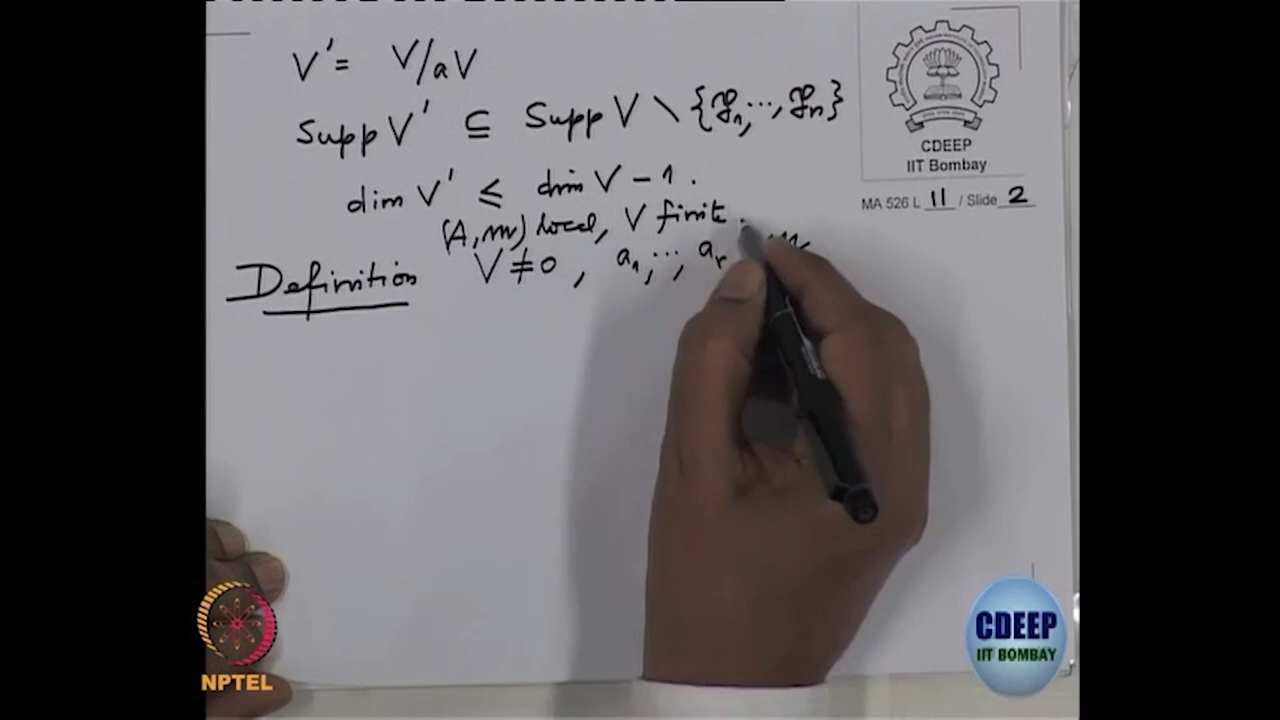 V' = V/aV
Supp V' ⊆ Supp V \ {𝔭₁, ..., 𝔭ₙ}
dim V' ≤ dim V - 1.
(A, m) local, V finite
Definition V ≠ 0, a₁, ..., aᵣ
CDEEP
IIT Bombay
MA 526 L 11 / Slide 2
NPTEL
CDEEP
IIT BOMBAY